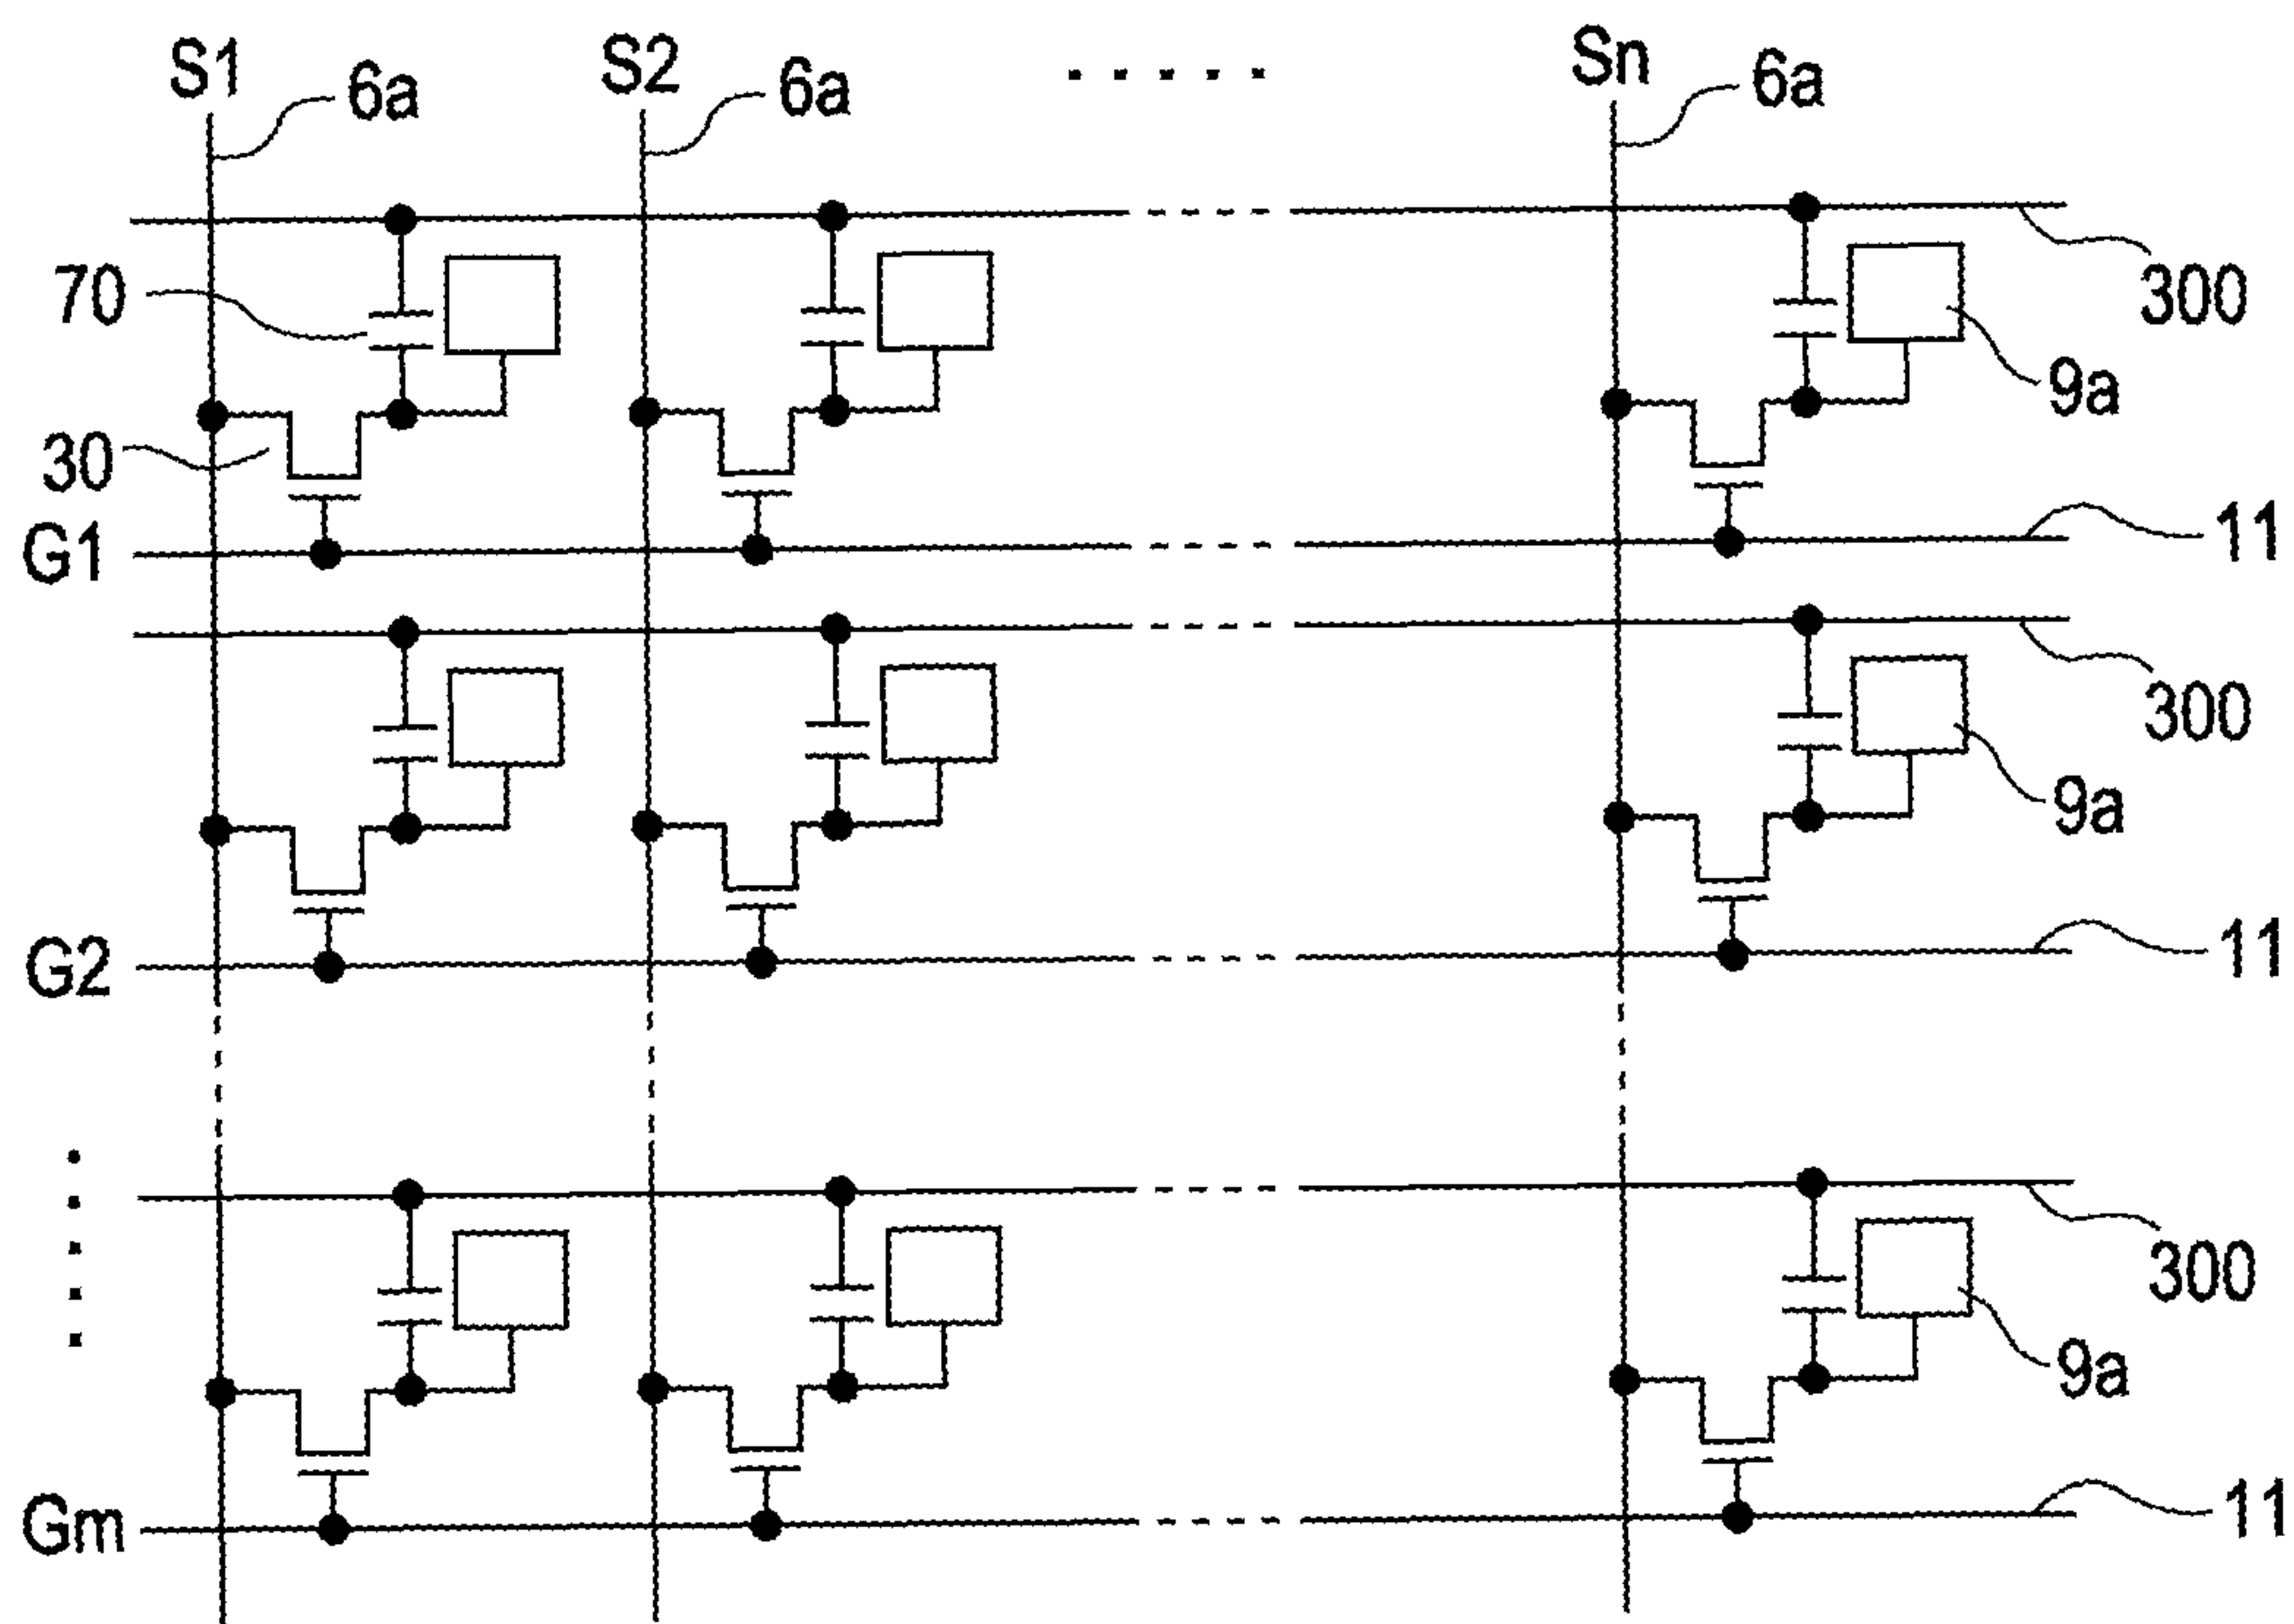 S1 6a S2 6a ..... Sn 6a
70 300
9a
30
G1 11
300
9a
G2 11
300
9a
Gm 11